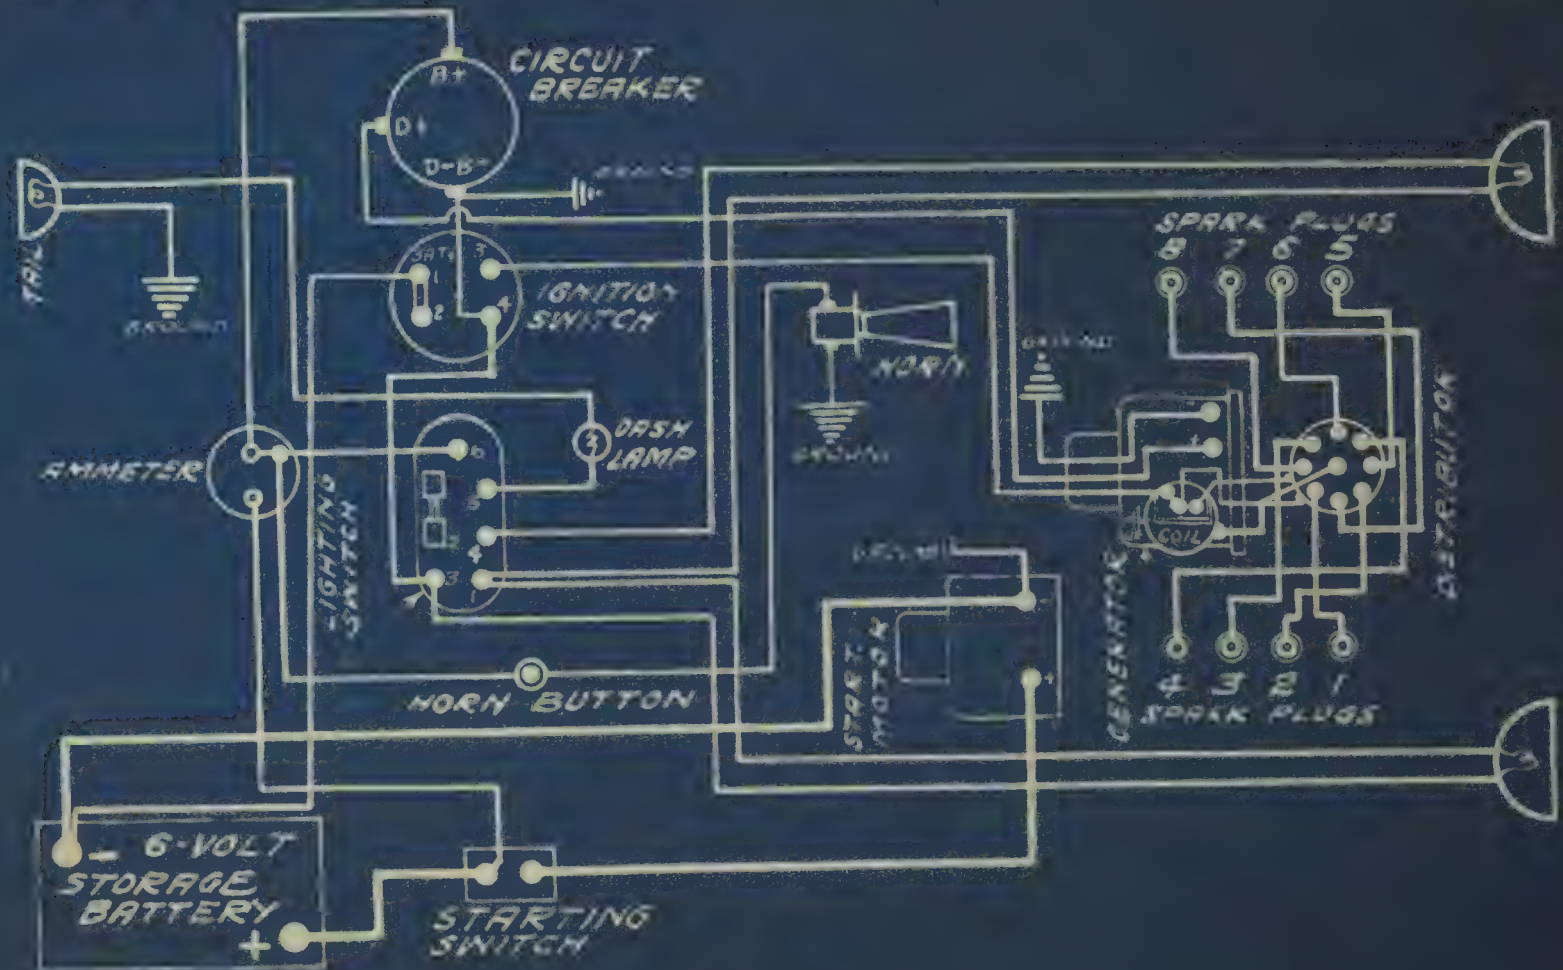 CIRCUIT
BREAKER
B+
D+
D-B-
GROUND
TAIL
GROUND
BAT+
1
2
3
4
IGNITION
SWITCH
HORN
GROUND
GROUND
SPARK PLUGS
8 7 6 5
DISTRIBUTOR
AMMETER
DASH
LAMP
LIGHTING
SWITCH
6
5
4
3
1
COIL
GROUND
GENERATOR
START.
MOTOR
-
+
HORN BUTTON
4 3 2 1
SPARK PLUGS
- 6-VOLT
STORAGE
BATTERY
+
STARTING
SWITCH